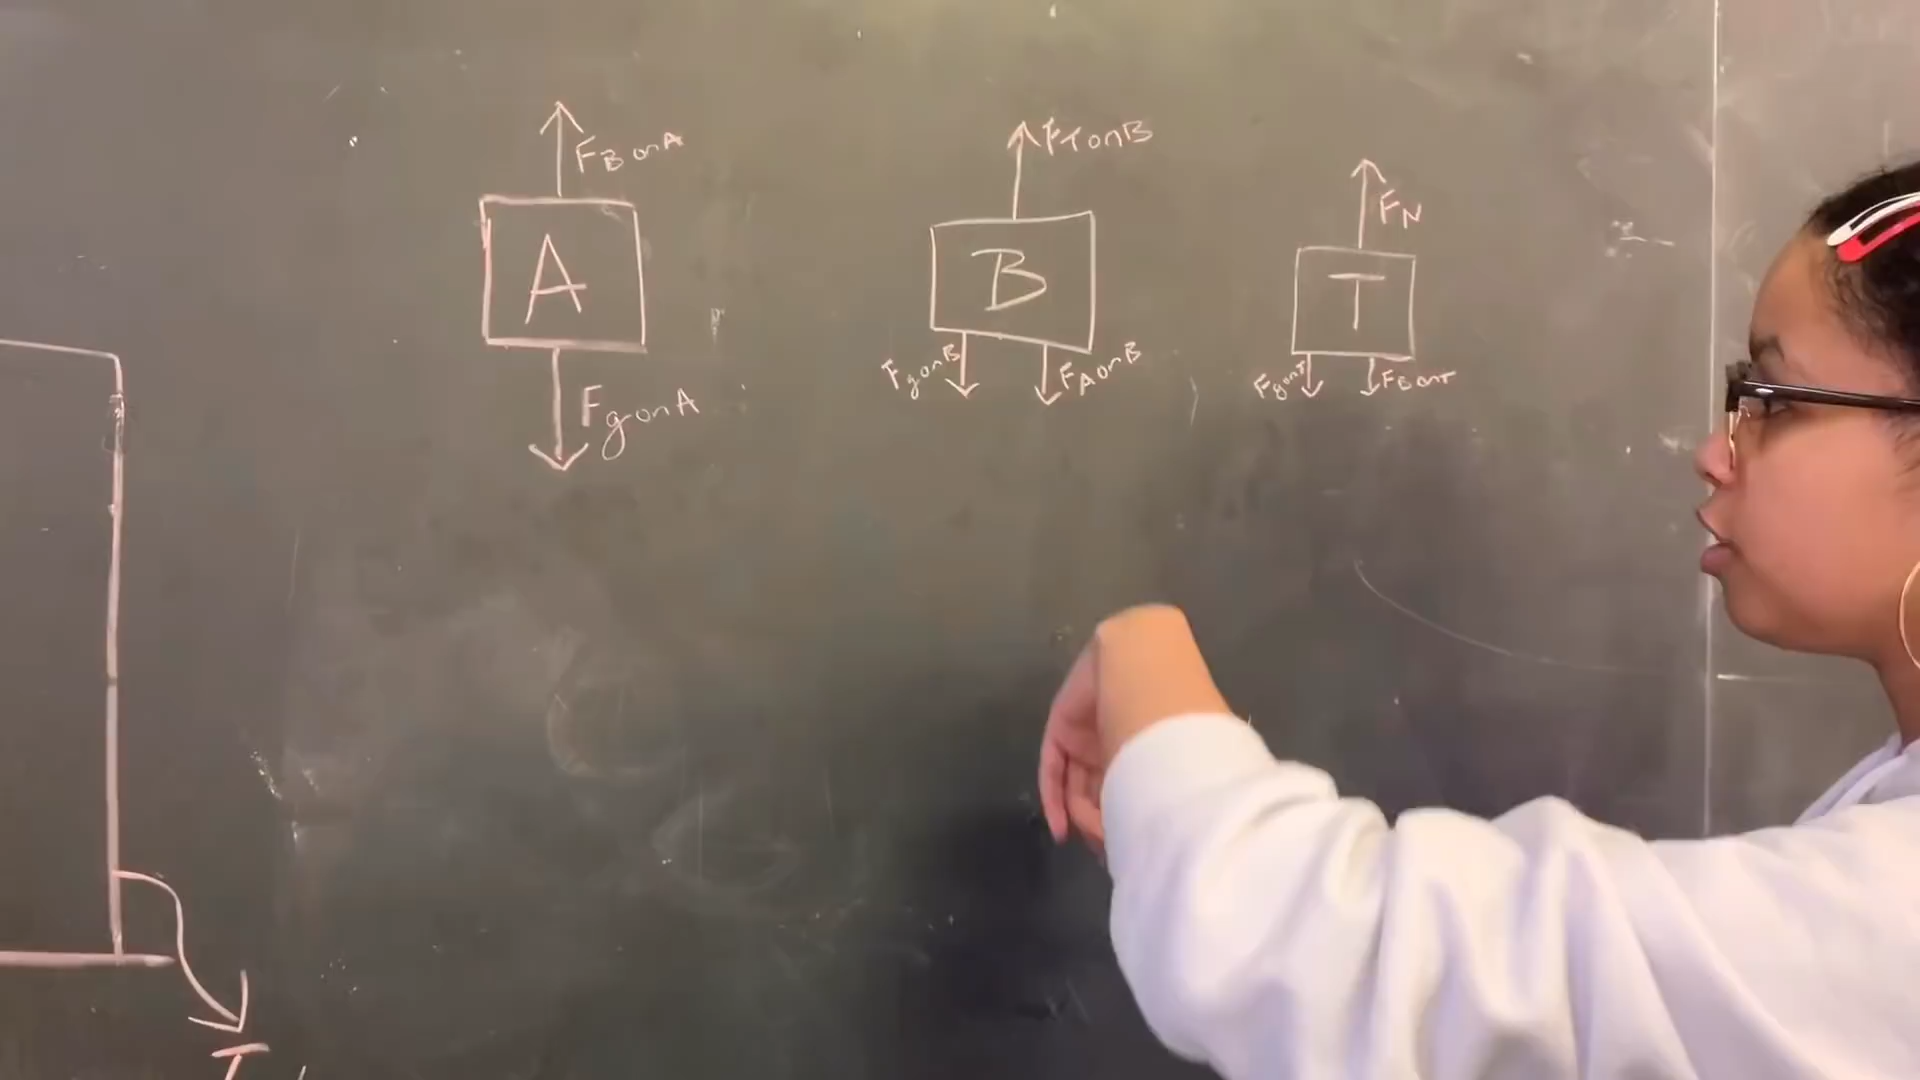 F B on A
A
F g on A
F T on B
B
F g on B
F A on B
F N
T
F g on T
F B on T
T